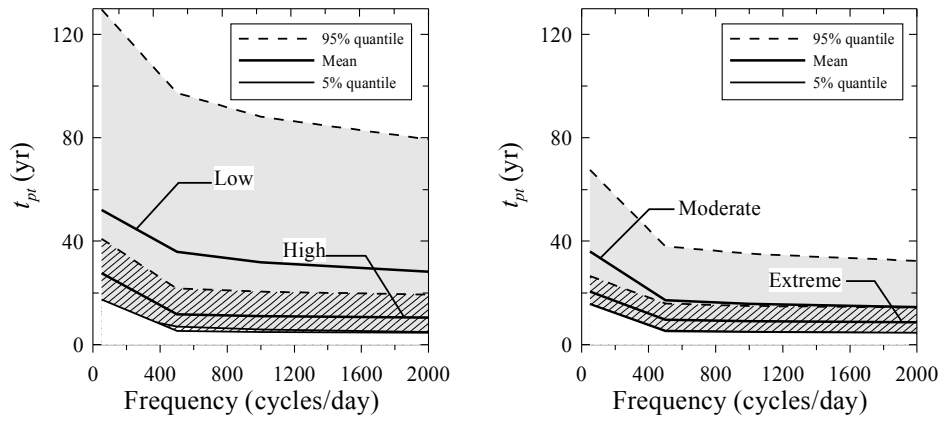 120
80
40
0
t_pt (yr)
95% quantile
Mean
5% quantile
Low
High
0 400 800 1200 1600 2000
Frequency (cycles/day)
120
80
40
0
t_pt (yr)
95% quantile
Mean
5% quantile
Moderate
Extreme
0 400 800 1200 1600 2000
Frequency (cycles/day)